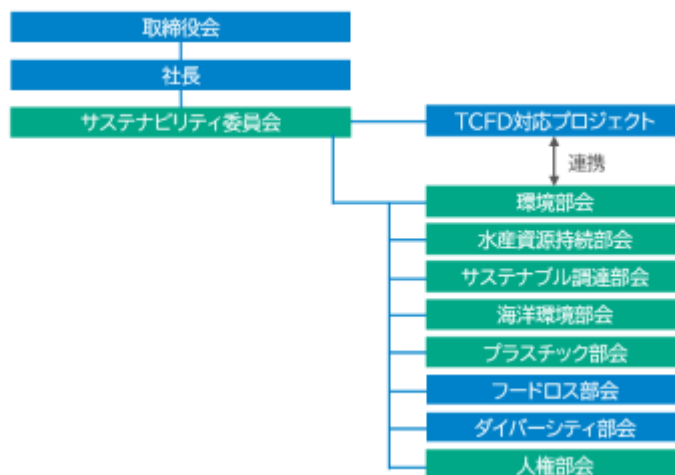 取締役会
社長
サステナビリティ委員会
TCFD対応プロジェクト
連携
環境部会
水産資源持続部会
サステナブル調達部会
海洋環境部会
プラスチック部会
フードロス部会
ダイバーシティ部会
人権部会